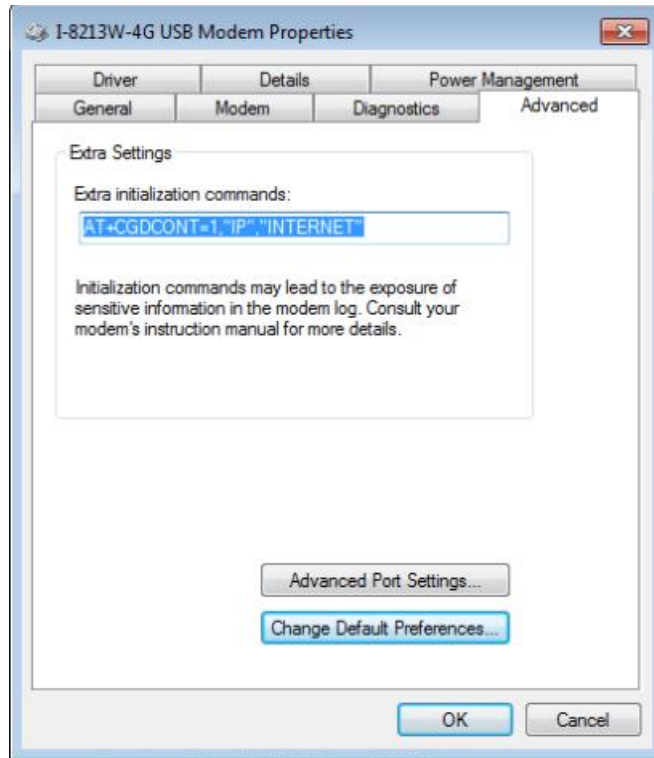 I-8213W-4G USB Modem Properties
Driver Details Power Management
General Modem Diagnostics Advanced
Extra Settings
Extra initialization commands:
AT+CGDCONT=1,"IP","INTERNET"
Initialization commands may lead to the exposure of
sensitive information in the modem log. Consult your
modem's instruction manual for more details.
Advanced Port Settings...
Change Default Preferences...
OK Cancel